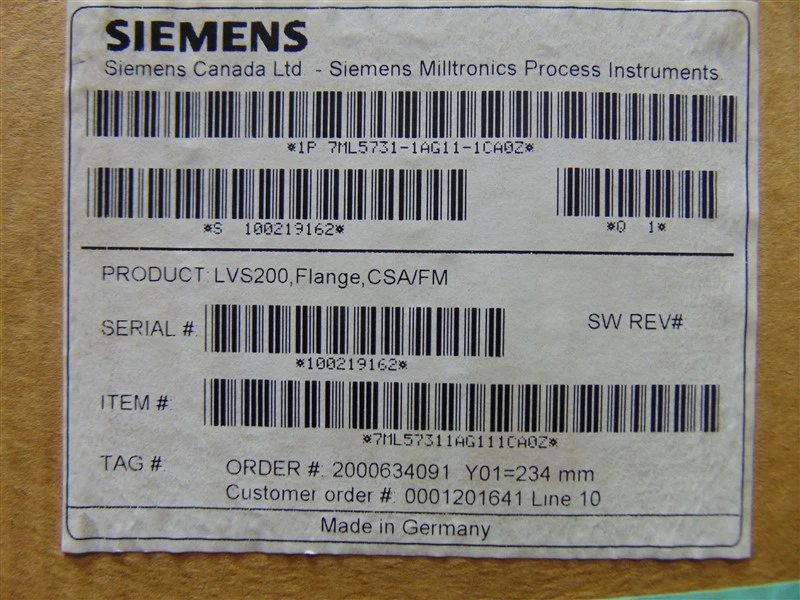 SIEMENS
Siemens Canada Ltd - Siemens Milltronics Process Instruments
*1P 7ML5731-1AG11-1CA0Z*
*S 100219162*
*Q 1*
PRODUCT: LVS200,Flange,CSA/FM
SERIAL #:
SW REV#:
*100219162*
ITEM #:
*7ML57311AG111CA0Z*
TAG #:
ORDER #: 2000634091 Y01=234 mm
Customer order #: 0001201641 Line 10
Made in Germany